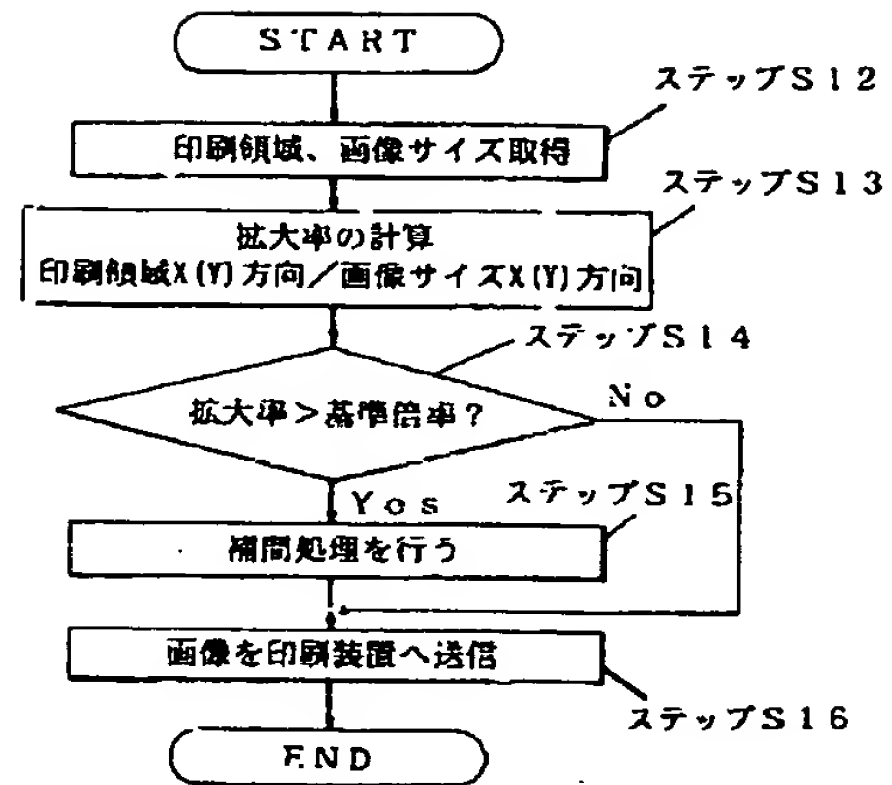 START
ステップS12
印刷領域、画像サイズ取得
ステップS13
拡大率の計算
印刷領域X(Y)方向/画像サイズX(Y)方向
ステップS14
拡大率>基準倍率?
No
Yes
ステップS15
補間処理を行う
画像を印刷装置へ送信
ステップS16
END